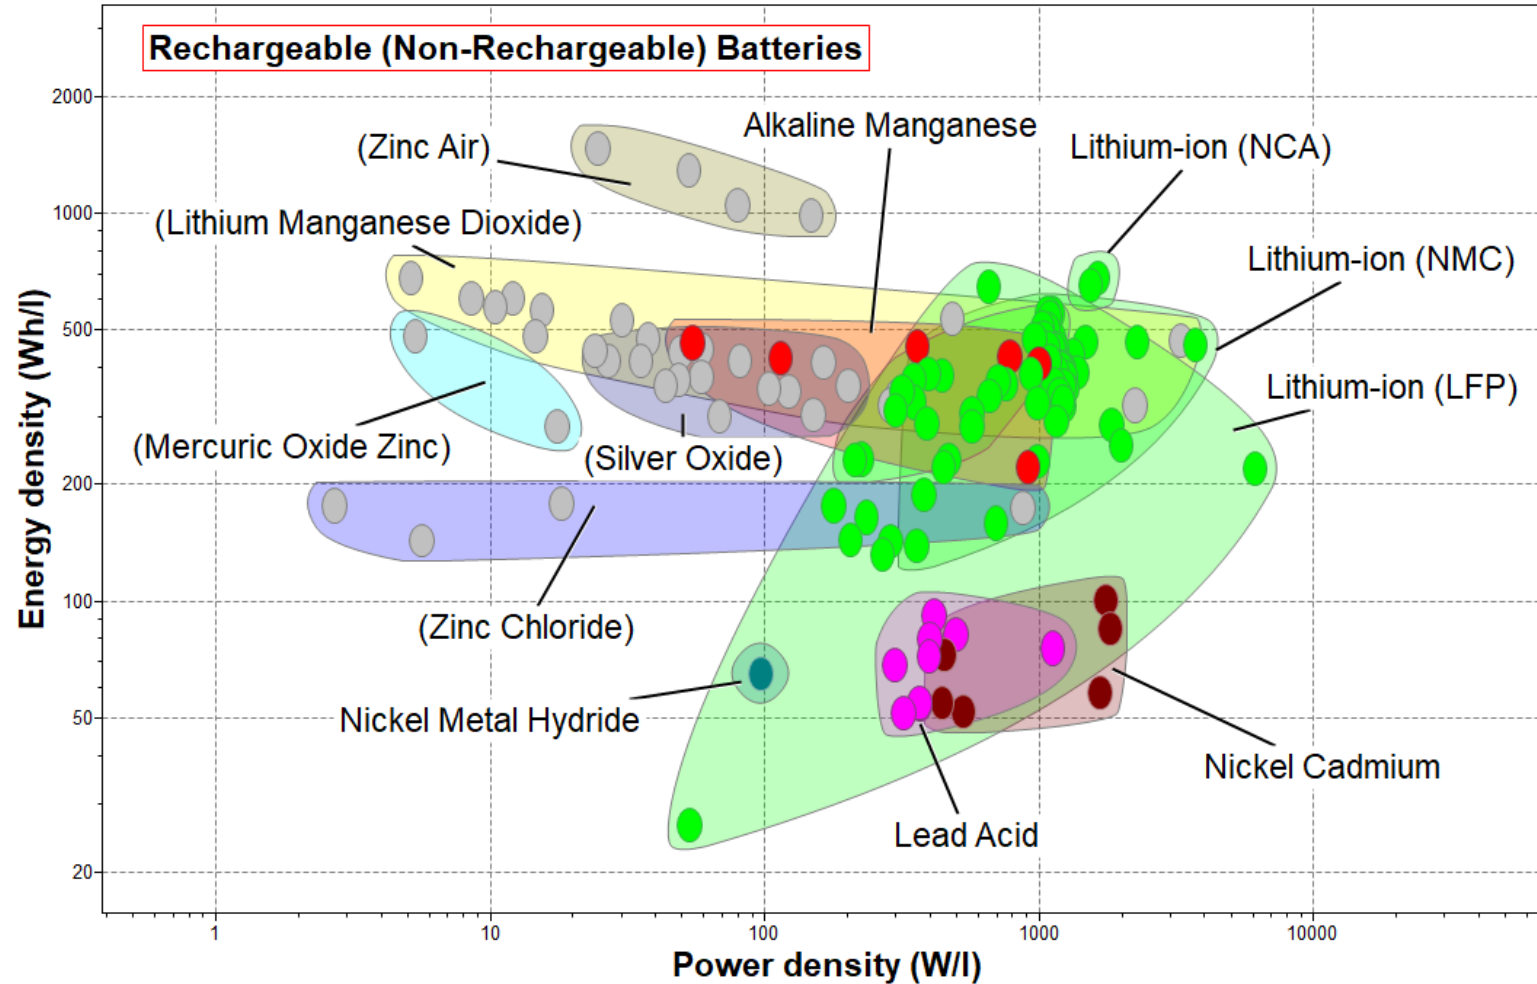 Rechargeable (Non-Rechargeable) Batteries
2000
(Zinc Air)
Alkaline Manganese
Lithium-ion (NCA)
1000
(Lithium Manganese Dioxide)
Lithium-ion (NMC)
500
Lithium-ion (LFP)
(Mercuric Oxide Zinc)
(Silver Oxide)
200
Energy density (Wh/l)
100
(Zinc Chloride)
50
Nickel Metal Hydride
Nickel Cadmium
Lead Acid
20
1
10
100
1000
10000
Power density (W/l)